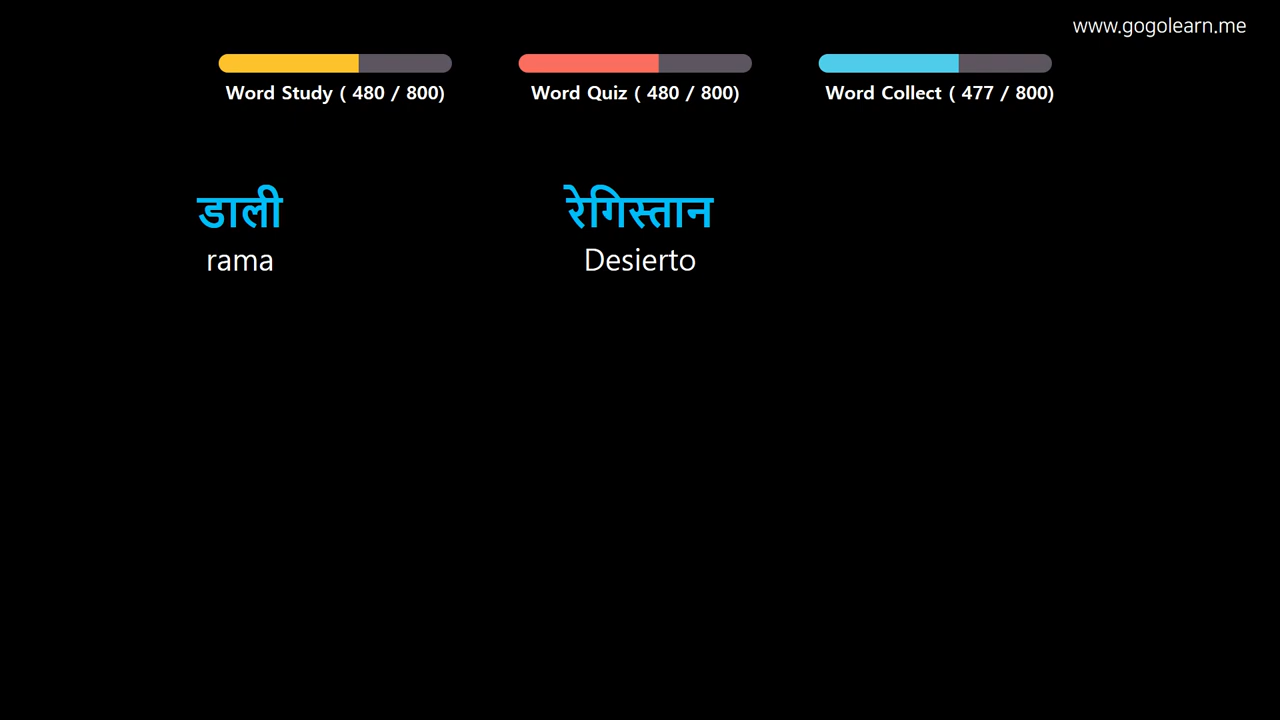 www.gogolearn.me
Word Study ( 480 / 800)
Word Quiz ( 480 / 800)
Word Collect ( 477 / 800)
डाली
rama
रेगिस्तान
Desierto